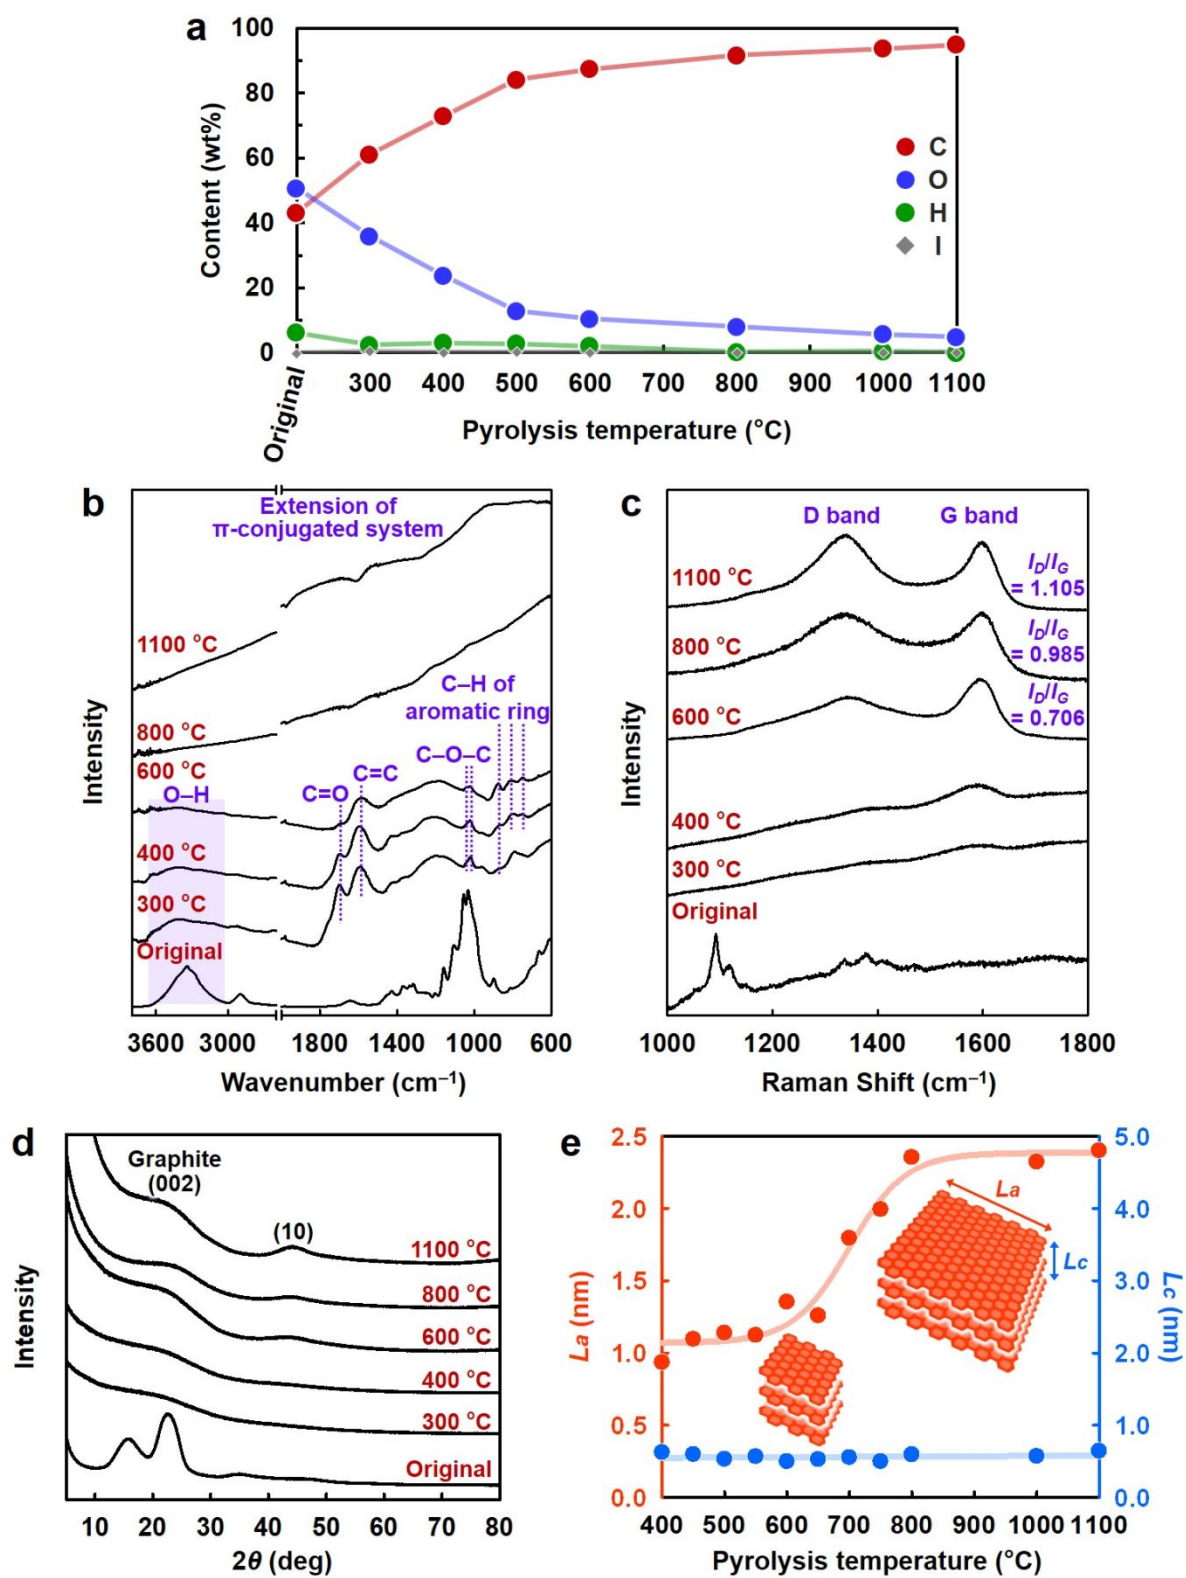 a
100
80
60
40
20
0
Content (wt%)
C
O
H
I
Original 300 400 500 600 700 800 900 1000 1100
Pyrolysis temperature (°C)
b
Extension of
π-conjugated system
1100 °C
800 °C
C–H of
aromatic ring
600 °C
C–O–C
C=C
C=O
O–H
400 °C
300 °C
Original
Intensity
3600 3000 1800 1400 1000 600
Wavenumber (cm⁻¹)
c
D band G band
1100 °C
I_D/I_G
= 1.105
800 °C
I_D/I_G
= 0.985
600 °C
I_D/I_G
= 0.706
400 °C
300 °C
Original
Intensity
1000 1200 1400 1600 1800
Raman Shift (cm⁻¹)
d
Graphite
(002)
(10)
1100 °C
800 °C
600 °C
400 °C
300 °C
Original
Intensity
10 20 30 40 50 60 70 80
2θ (deg)
e
2.5
2.0
1.5
1.0
0.5
0.0
La (nm)
La
Lc
5.0
4.0
3.0
2.0
1.0
0.0
Lc (nm)
400 500 600 700 800 900 1000 1100
Pyrolysis temperature (°C)